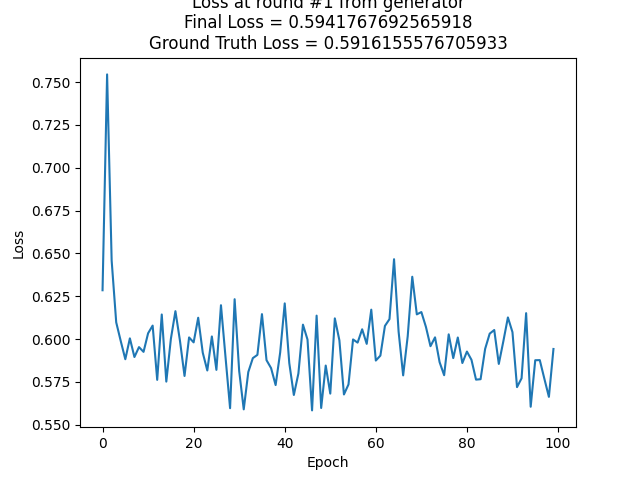 Loss at round #1 from generator
Final Loss = 0.5941767692565918
Ground Truth Loss = 0.5916155576705933
0.750
0.725
0.700
0.675
0.650
0.625
0.600
0.575
0.550
Loss
0 20 40 60 80 100
Epoch